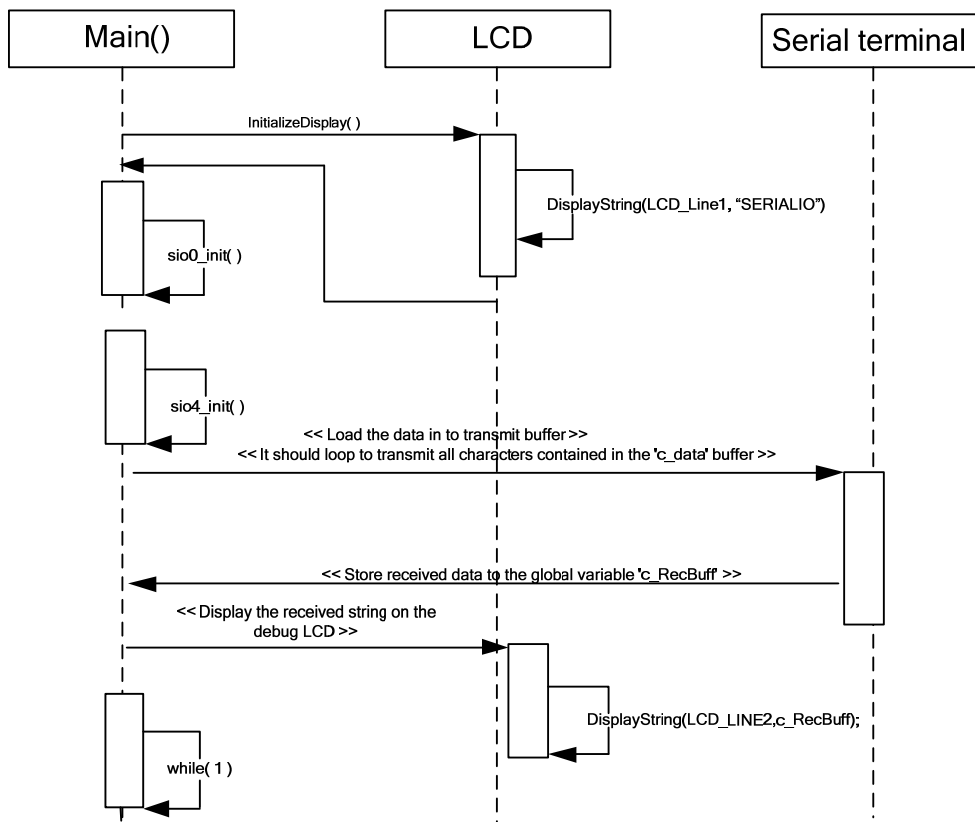 Main()
LCD
Serial terminal
InitializeDisplay( )
DisplayString(LCD_Line1, “SERIALIO”)
sio0_init( )
sio4_init( )
<< Load the data in to transmit buffer >>
<< It should loop to transmit all characters contained in the 'c_data' buffer >>
<< Store received data to the global variable 'c_RecBuff' >>
<< Display the received string on the
debug LCD >>
DisplayString(LCD_LINE2,c_RecBuff);
while( 1 )